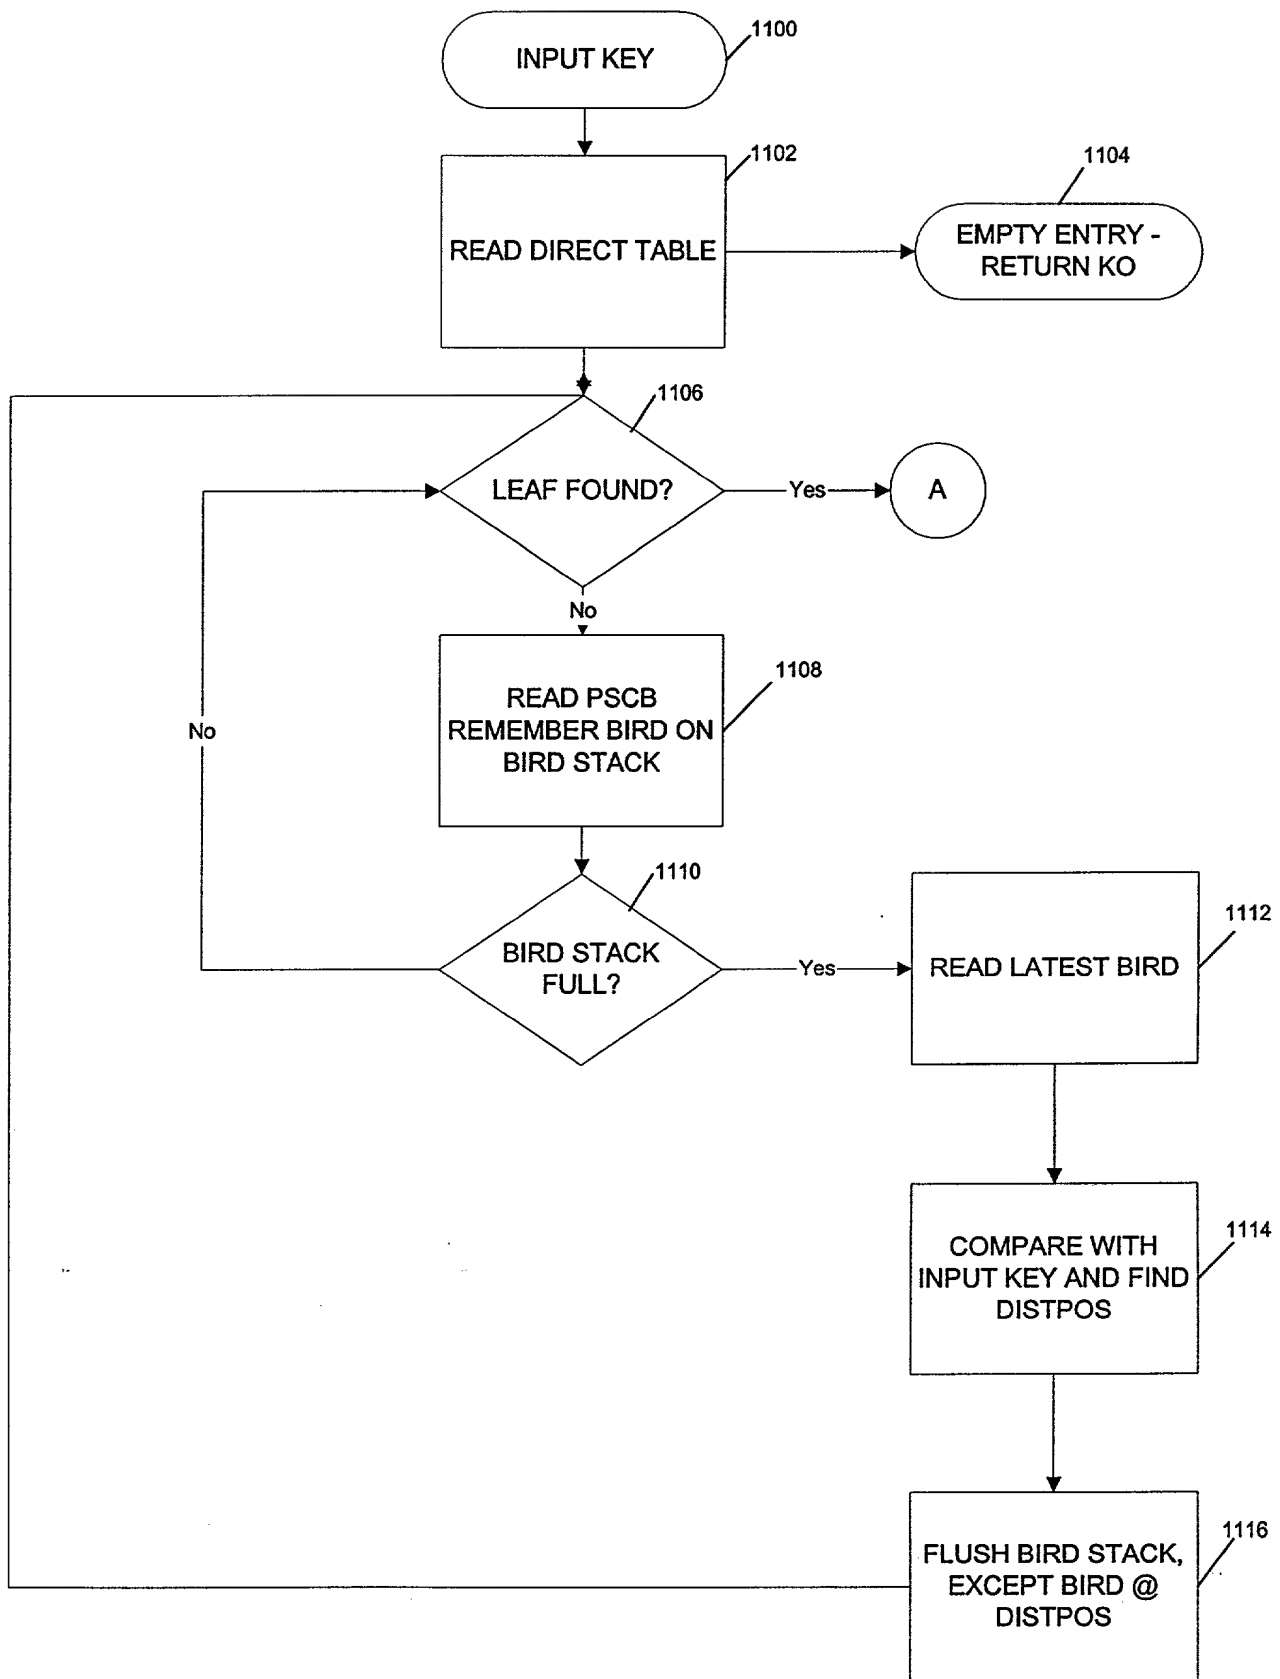 1100
INPUT KEY
1102
READ DIRECT TABLE
1104
EMPTY ENTRY -
RETURN KO
1106
LEAF FOUND?
Yes
A
No
1108
READ PSCB
REMEMBER BIRD ON
BIRD STACK
No
1110
BIRD STACK
FULL?
Yes
1112
READ LATEST BIRD
1114
COMPARE WITH
INPUT KEY AND FIND
DISTPOS
1116
FLUSH BIRD STACK,
EXCEPT BIRD @
DISTPOS